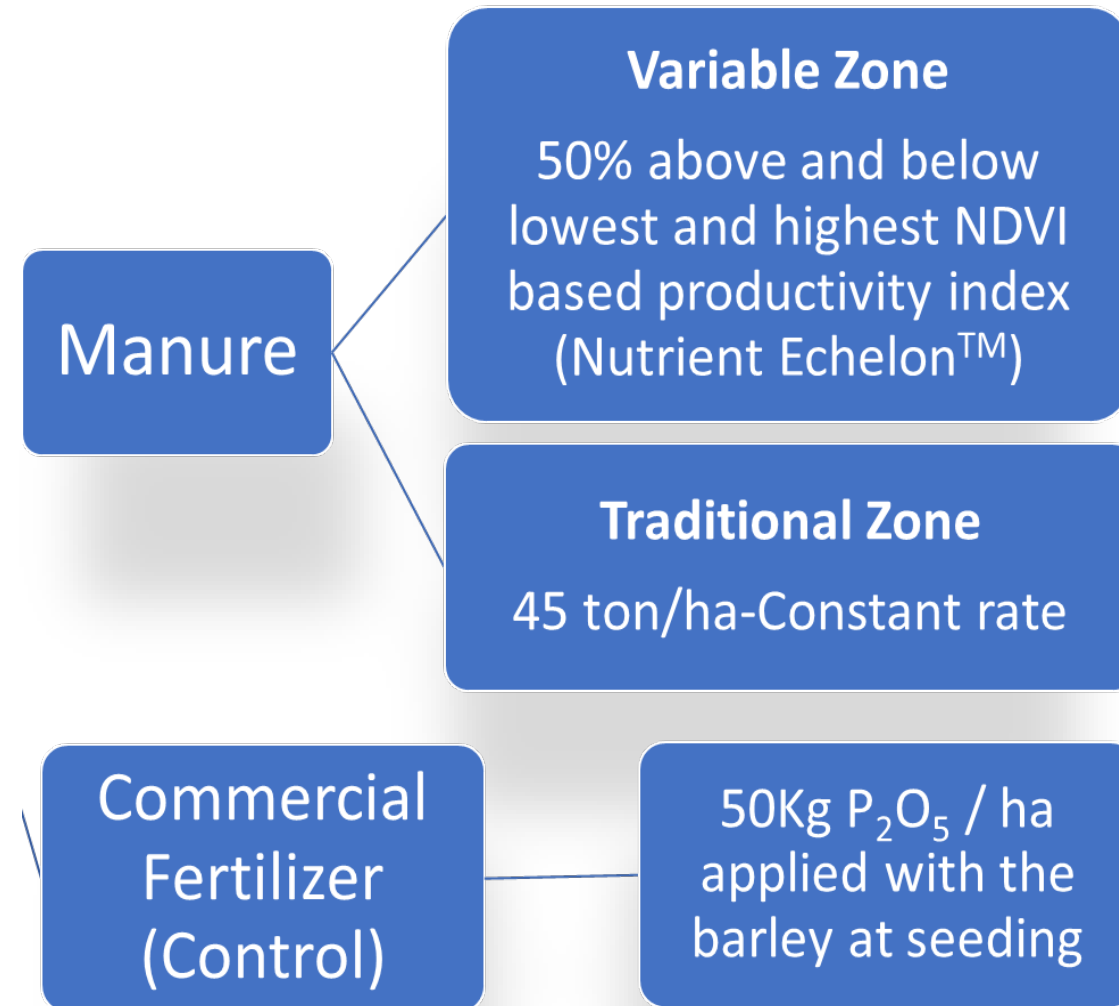 Variable Zone
50% above and below
lowest and highest NDVI
based productivity index
(Nutrient Echelon™)
Manure
Traditional Zone
45 ton/ha-Constant rate
Commercial
Fertilizer
(Control)
50Kg P₂O₅ / ha
applied with the
barley at seeding